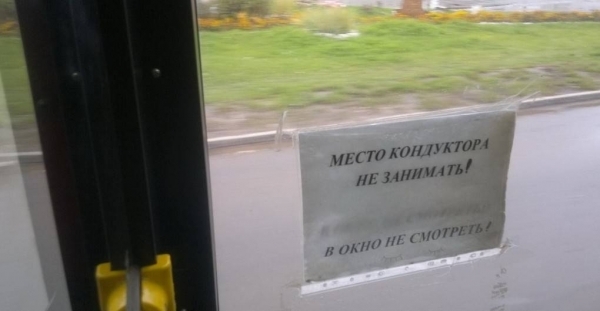 МЕСТО КОНДУКТОРА
НЕ ЗАНИМАТЬ!
В ОКНО НЕ СМОТРЕТЬ!